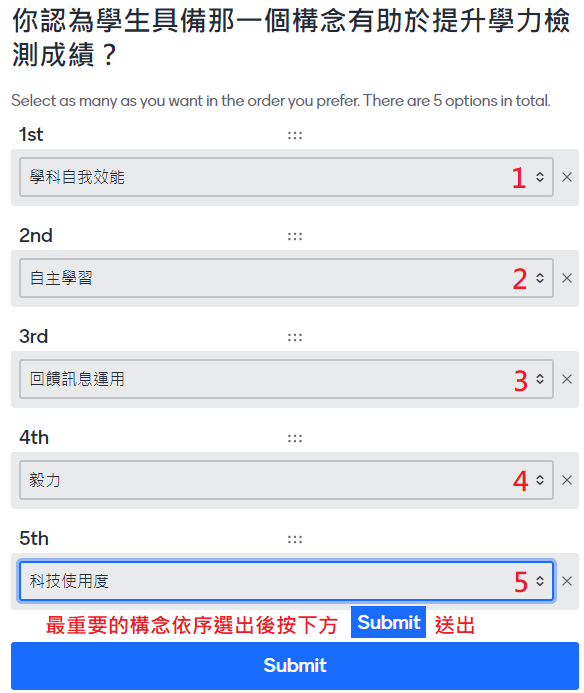 你認為學生具備那一個構念有助於提升學力檢
測成績？
Select as many as you want in the order you prefer. There are 5 options in total.
1st
學科自我效能 1
2nd
自主學習 2
3rd
回饋訊息運用 3
4th
毅力 4
5th
科技使用度 5
最重要的構念依序選出後按下方 Submit 送出
Submit